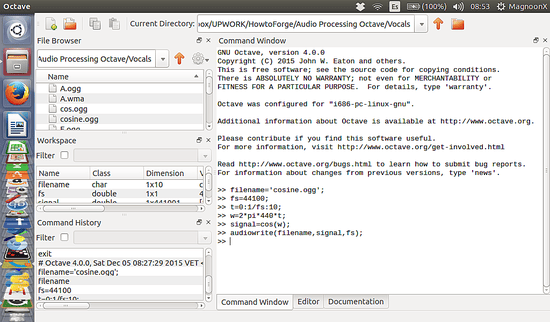 Octave
Es
(100%)
08:53
MagnoonX
Current Directory:
ox/UPWORK/HowtoForge/Audio Processing Octave/Vocals
File Browser
\udio Processing Octave/Vocals
Name
A.ogg
A.wma
cos.ogg
cosine.ogg
E.ogg
Workspace
Filter
Name Class Dimension
filename char 1x10
fs double 1x1
signal double 1x441001
Command History
Filter
exit
# Octave 4.0.0, Sat Dec 05 08:27:29 2015 VET
filename='cosine.ogg';
filename
fs=44100
t=0:1/fs:10;
Command Window
GNU Octave, version 4.0.0
Copyright (C) 2015 John W. Eaton and others.
This is free software; see the source code for copying conditions.
There is ABSOLUTELY NO WARRANTY; not even for MERCHANTABILITY or
FITNESS FOR A PARTICULAR PURPOSE. For details, type 'warranty'.
Octave was configured for "i686-pc-linux-gnu".
Additional information about Octave is available at http://www.octave.org.
Please contribute if you find this software useful.
For more information, visit http://www.octave.org/get-involved.html
Read http://www.octave.org/bugs.html to learn how to submit bug reports.
For information about changes from previous versions, type 'news'.
>> filename='cosine.ogg';
>> fs=44100;
>> t=0:1/fs:10;
>> w=2*pi*440*t;
>> signal=cos(w);
>> audiowrite(filename,signal,fs);
>>
Command Window Editor Documentation